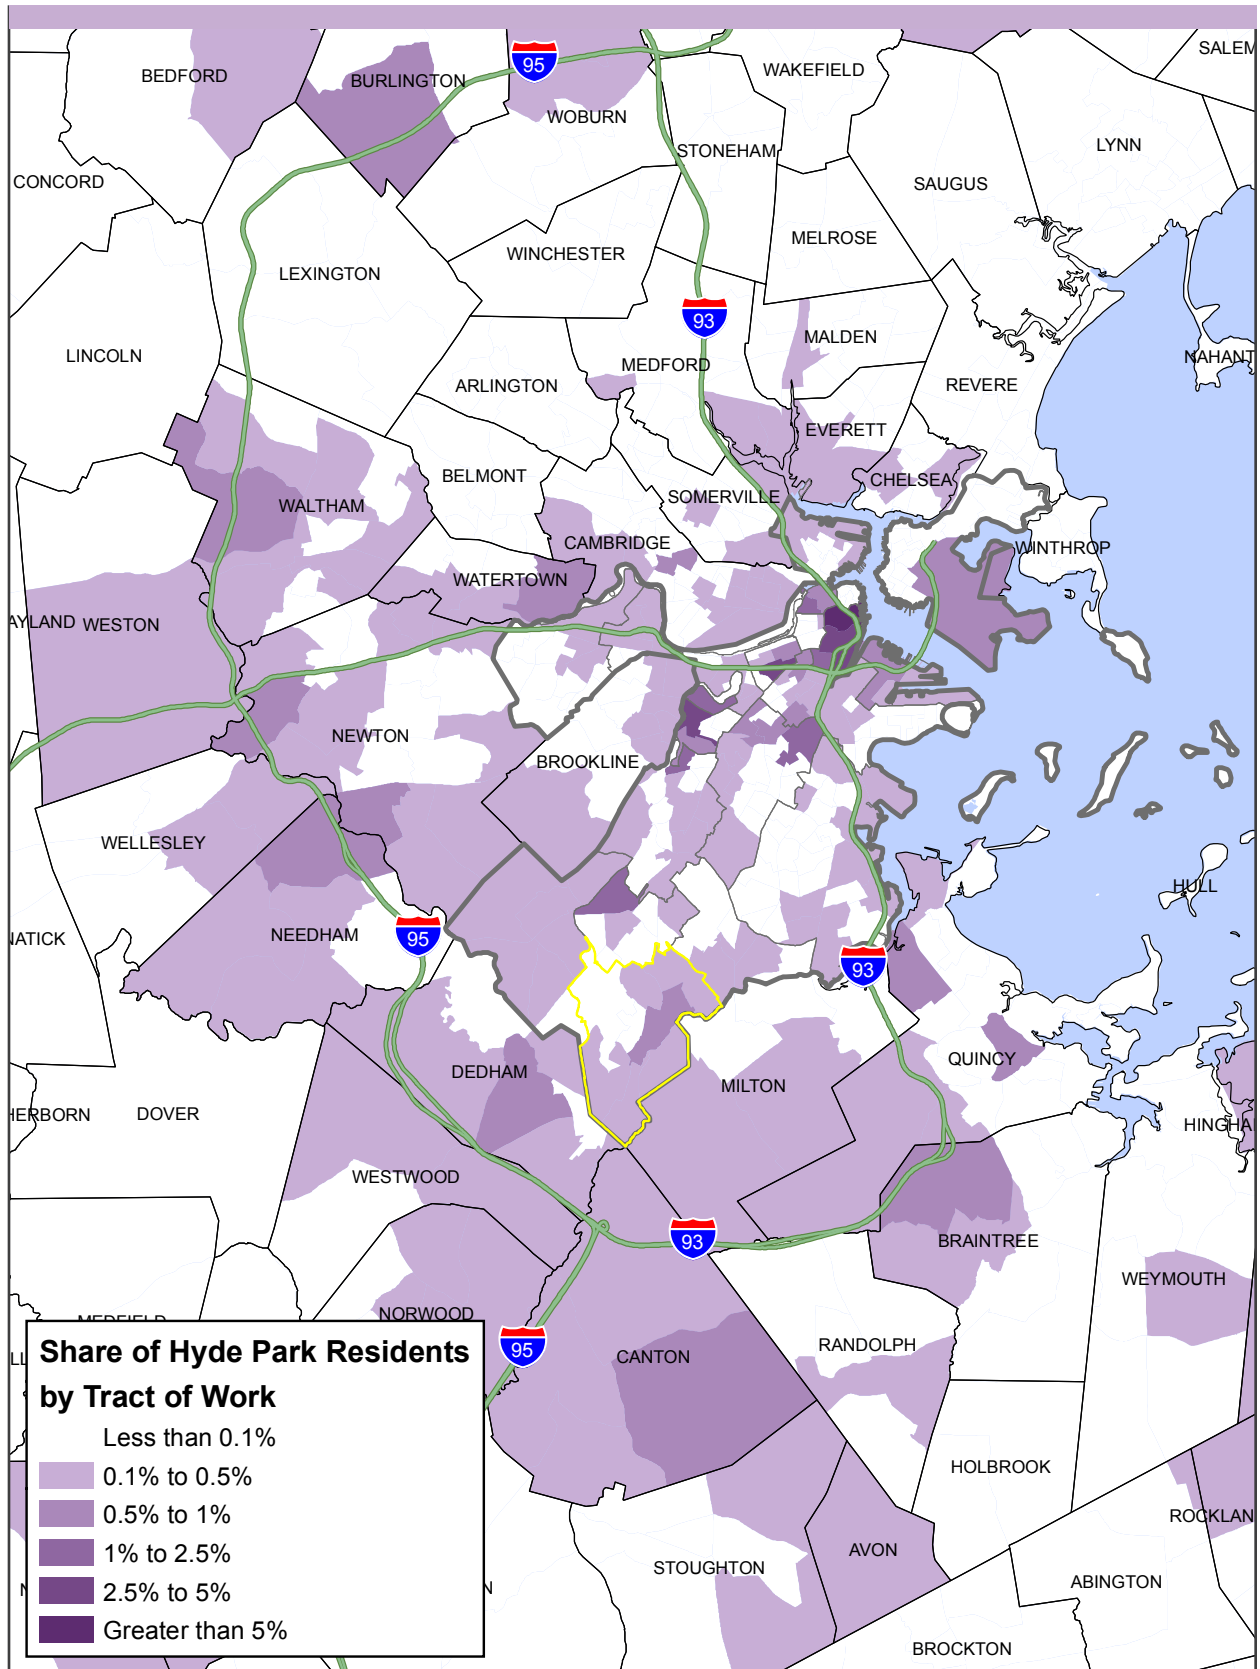 SALEM
95
BEDFORD
BURLINGTON
WAKEFIELD
WOBURN
LYNN
STONEHAM
CONCORD
SAUGUS
MELROSE
WINCHESTER
LEXINGTON
93
MALDEN
LINCOLN
NAHANT
MEDFORD
ARLINGTON
REVERE
EVERETT
BELMONT
CHELSEA
SOMERVILLE
WALTHAM
CAMBRIDGE
WINTHROP
WATERTOWN
AYLAND
WESTON
NEWTON
BROOKLINE
WELLESLEY
HULL
NEEDHAM
NATICK
95
93
QUINCY
DEDHAM
MILTON
HERBORN
DOVER
HINGHA
WESTWOOD
93
BRAINTREE
WEYMOUTH
MEDFIELD
NORWOOD
RANDOLPH
95
CANTON
Share of Hyde Park Residents
by Tract of Work
Less than 0.1%
0.1% to 0.5%
0.5% to 1%
1% to 2.5%
2.5% to 5%
Greater than 5%
HOLBROOK
ROCKLAN
AVON
STOUGHTON
ABINGTON
N
BROCKTON